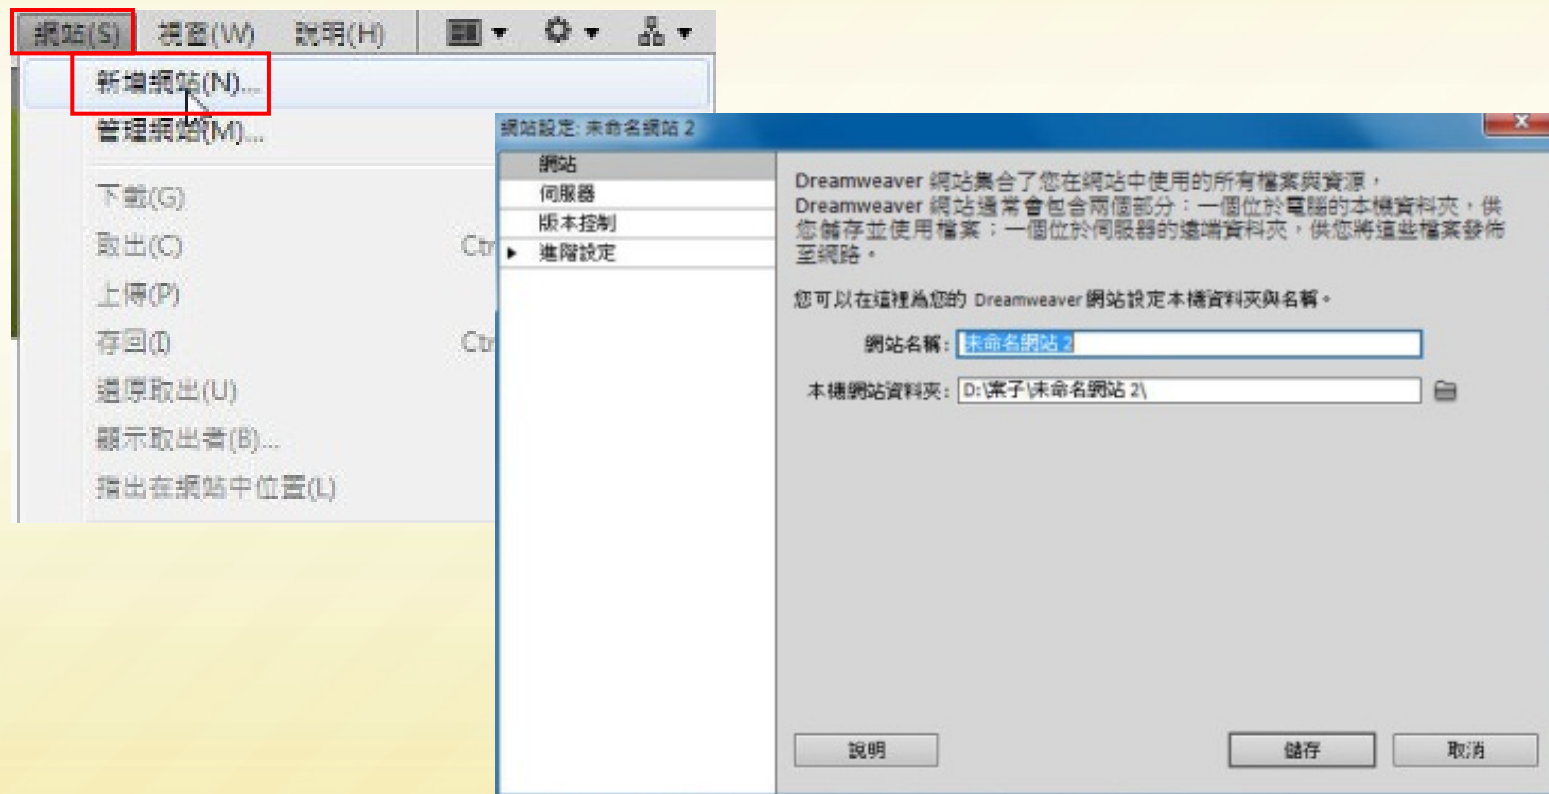 網站(S) 視窗(W) 說明(H)
新增網站(N)...
管理網站(M)...
下載(G)
取出(C) Ctr
上傳(P)
存回(I) Ctr
還原取出(U)
顯示取出者(B)...
指出在網站中位置(L)
網站設定: 未命名網站 2
網站
伺服器
版本控制
進階設定
Dreamweaver 網站集合了您在網站中使用的所有檔案與資源，
Dreamweaver 網站通常會包含兩個部分：一個位於電腦的本機資料夾，供
您儲存並使用檔案；一個位於伺服器的遠端資料夾，供您將這些檔案發佈
至網路。
您可以在這裡為您的 Dreamweaver 網站設定本機資料夾與名稱。
網站名稱: 未命名網站 2
本機網站資料夾: D:\案子\未命名網站 2\
說明 儲存 取消